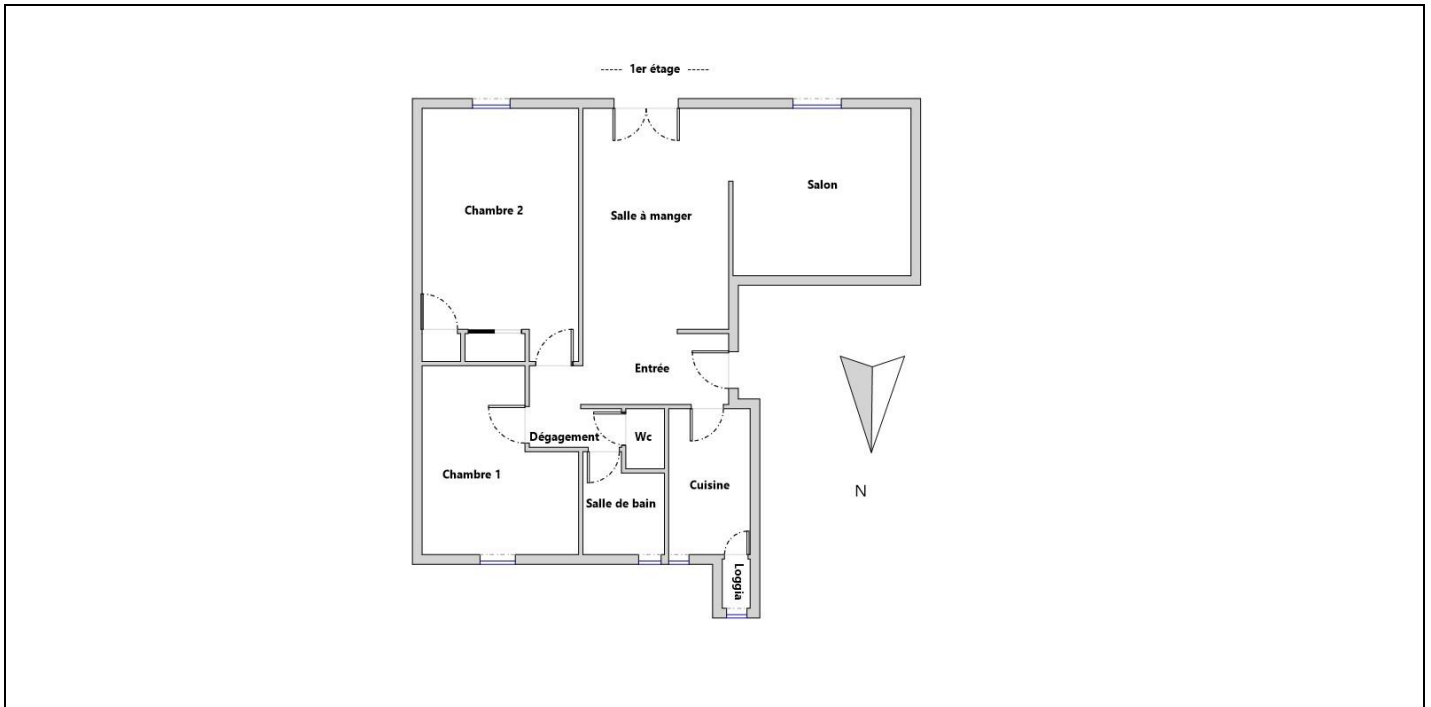 ----- 1er étage -----
Chambre 2
Salle à manger
Salon
Entrée
Dégagement
Wc
Chambre 1
Cuisine
Salle de bain
Loggia
N